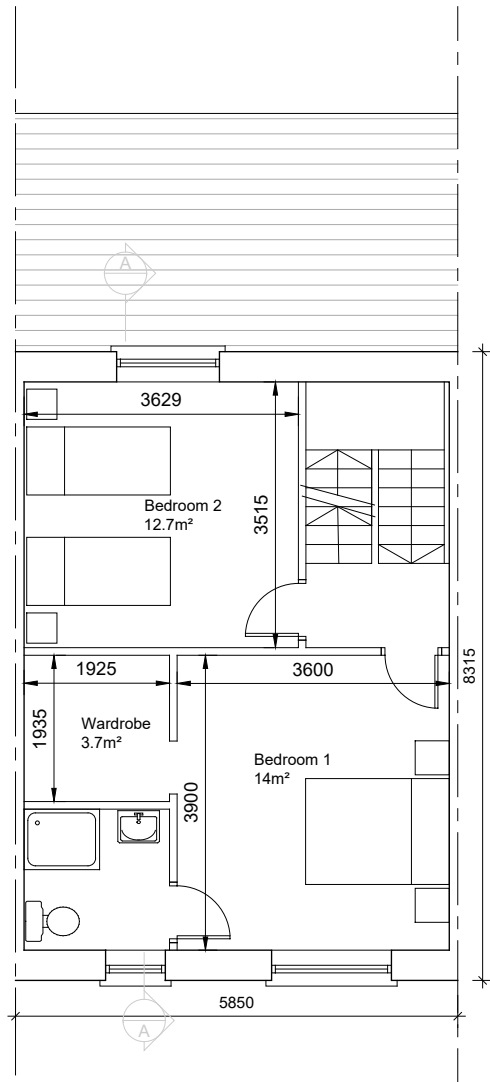 A
3629
Bedroom 2
12.7m²
3515
8315
1925
3600
1935
Wardrobe
3.7m²
Bedroom 1
14m²
3900
5850
A